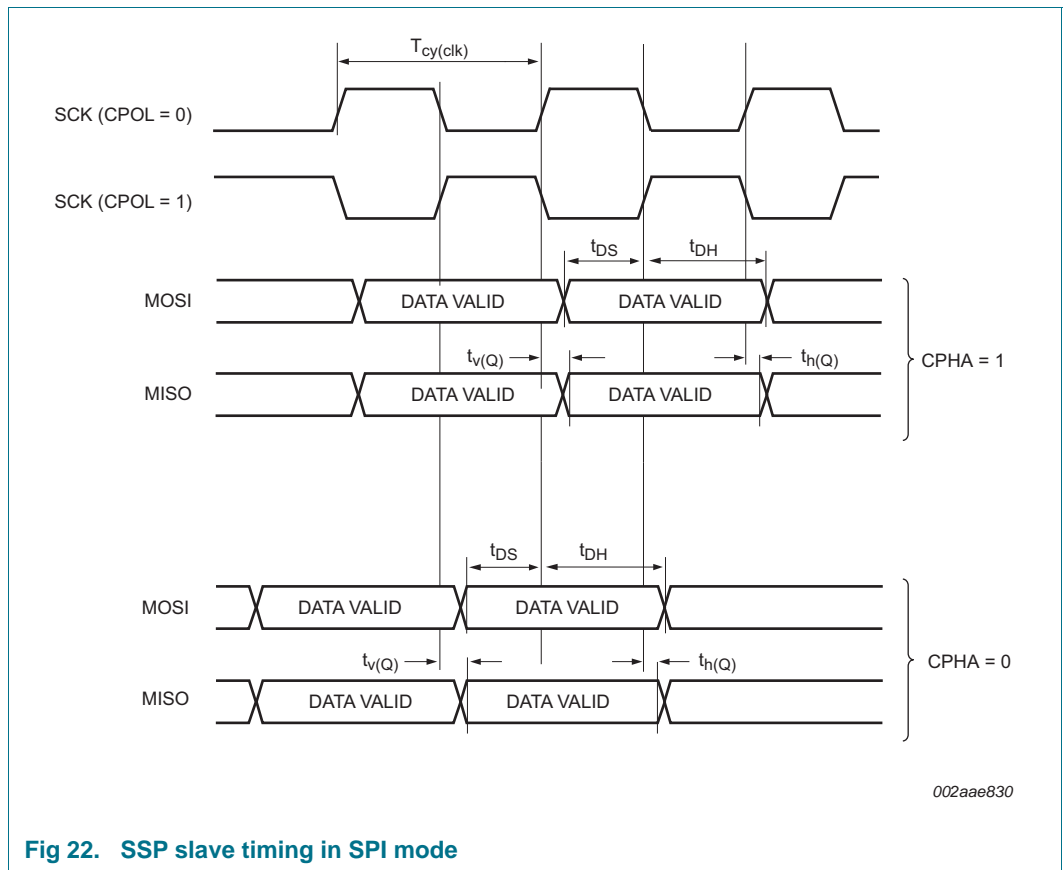 T_cy(clk)
SCK (CPOL = 0)
SCK (CPOL = 1)
t_DS t_DH
MOSI DATA VALID DATA VALID
t_v(Q) t_h(Q)
CPHA = 1
MISO DATA VALID DATA VALID
t_DS t_DH
MOSI DATA VALID DATA VALID
t_v(Q) t_h(Q)
CPHA = 0
MISO DATA VALID DATA VALID
002aae830
Fig 22. SSP slave timing in SPI mode